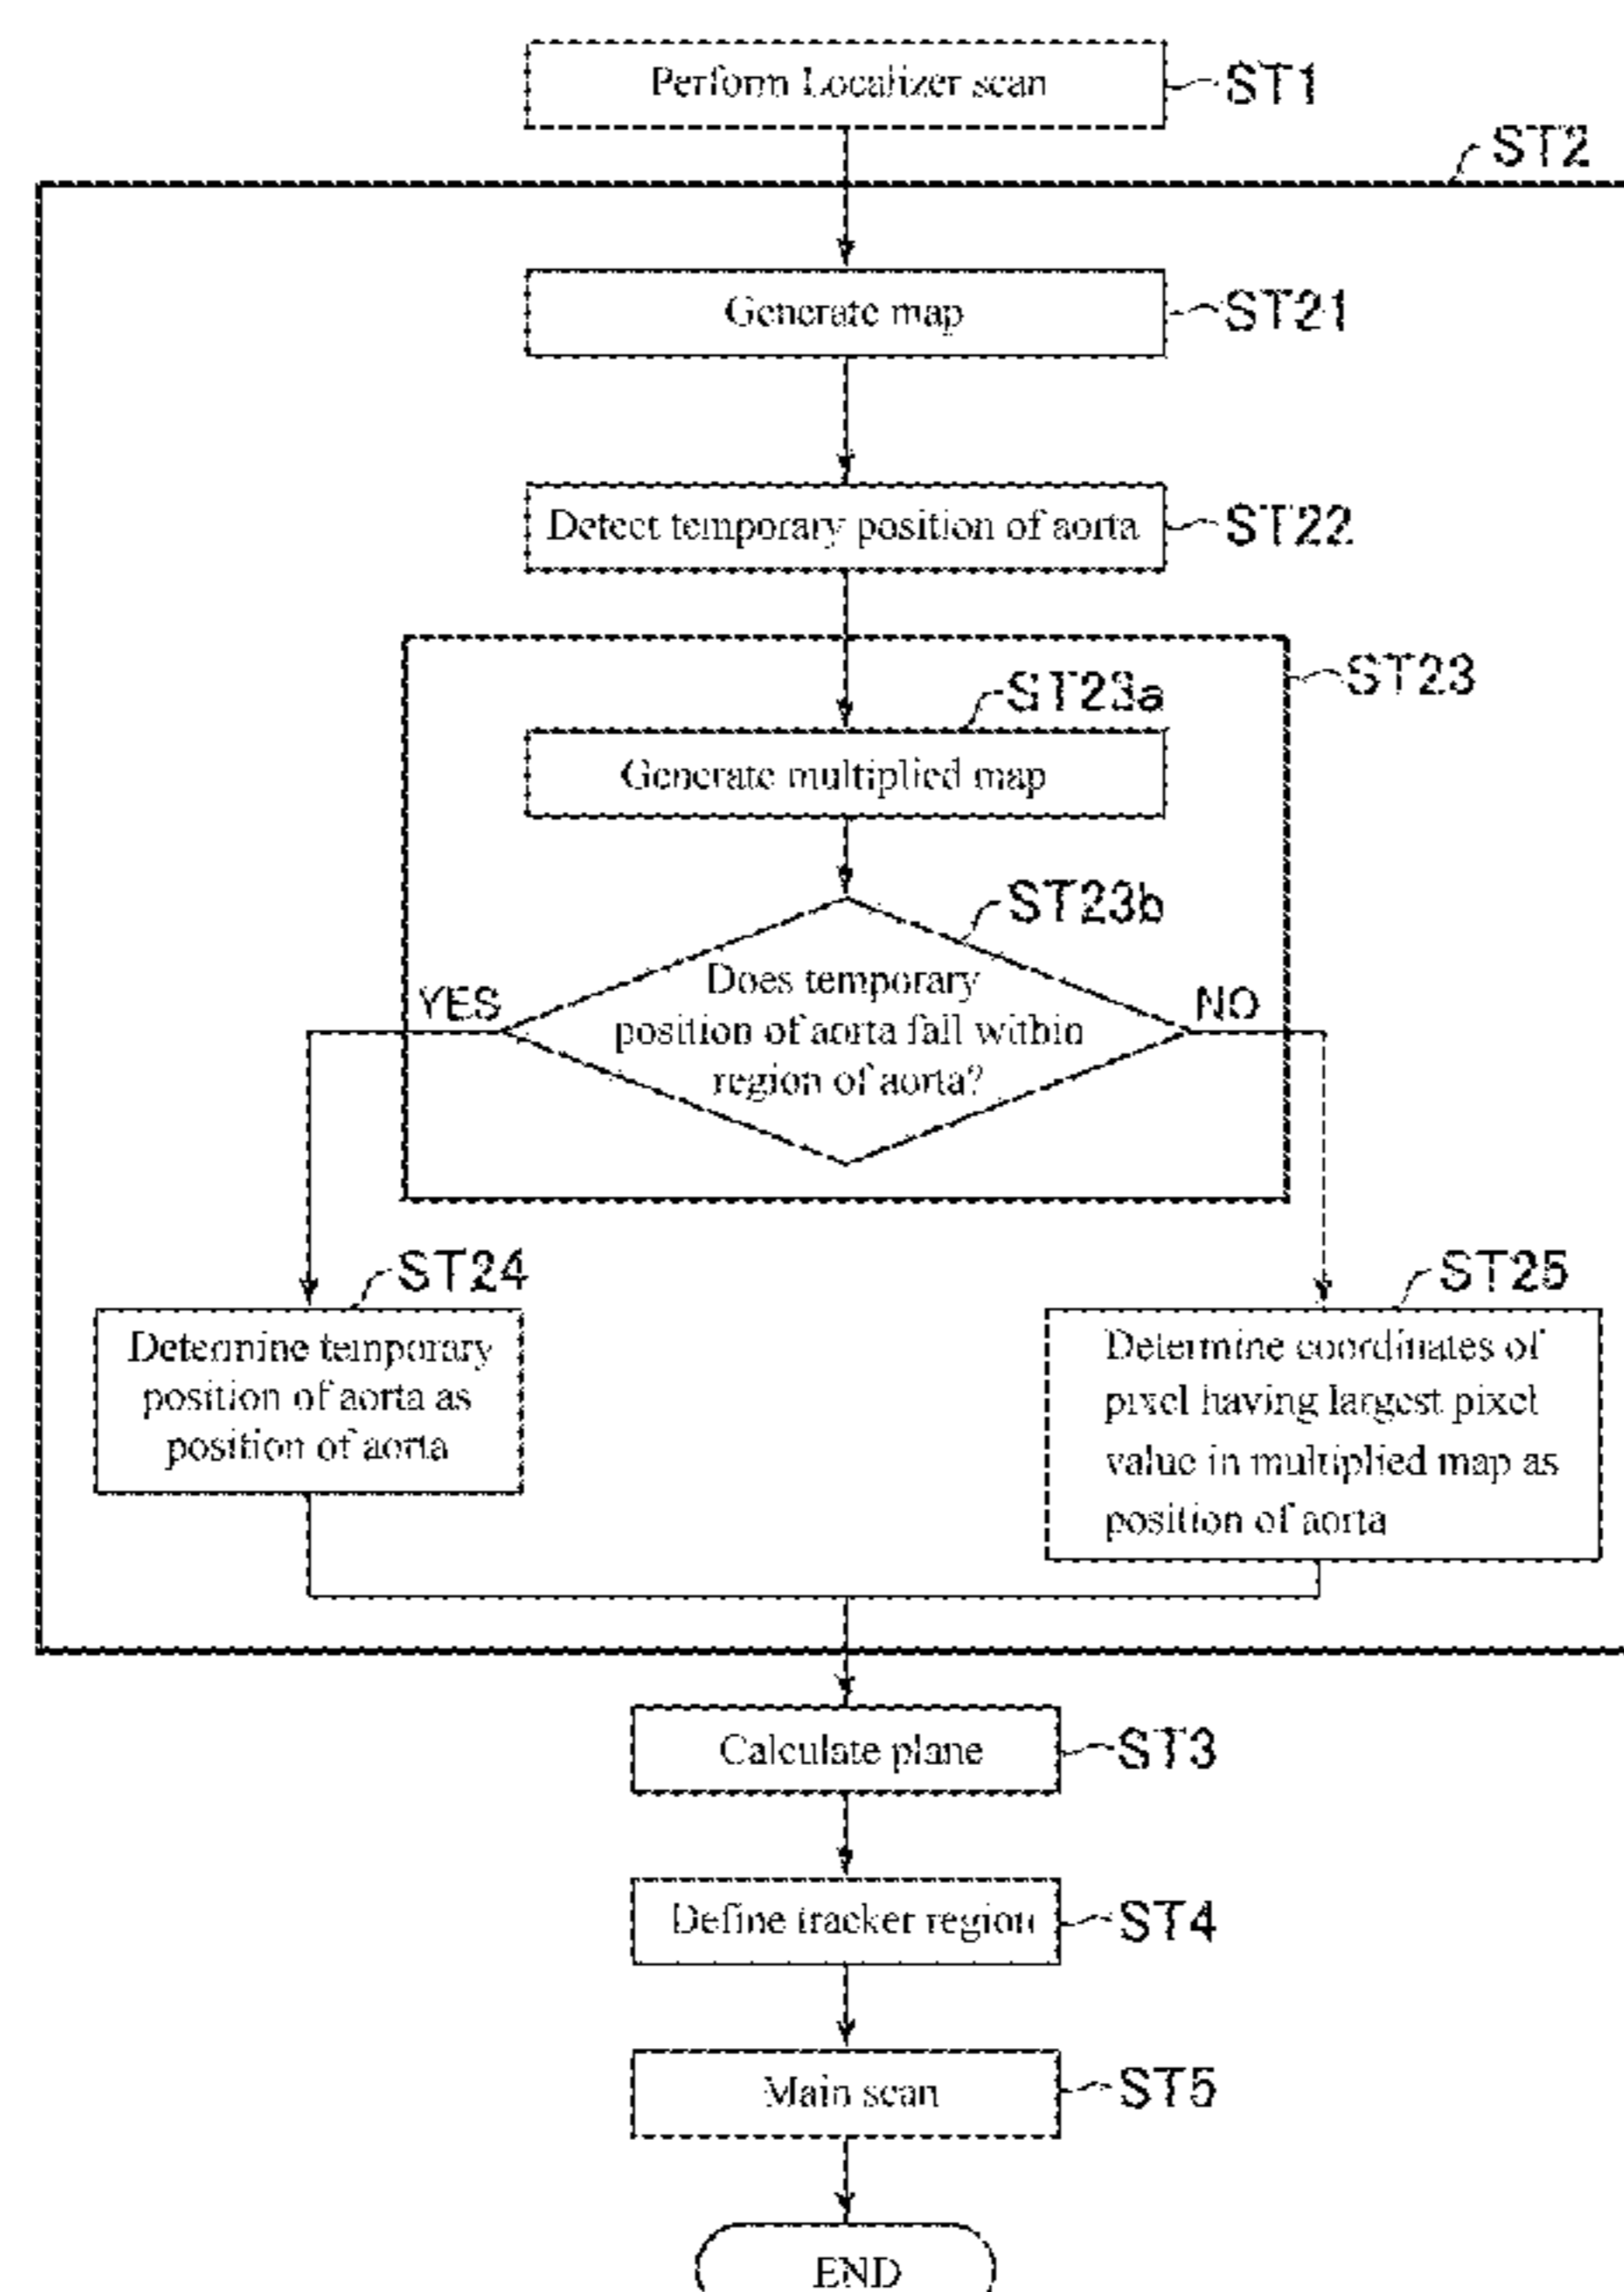 Perform Localizer scan
ST1
ST2
Generate map
ST21
Detect temporary position of aorta
ST22
ST23
ST23a
Generate multiplied map
ST23b
Does temporary
position of aorta fall within
region of aorta?
YES
NO
ST24
Determine temporary
position of aorta as
position of aorta
ST25
Determine coordinates of
pixel having largest pixel
value in multiplied map as
position of aorta
Calculate plane
ST3
Define tracker region
ST4
Main scan
ST5
END